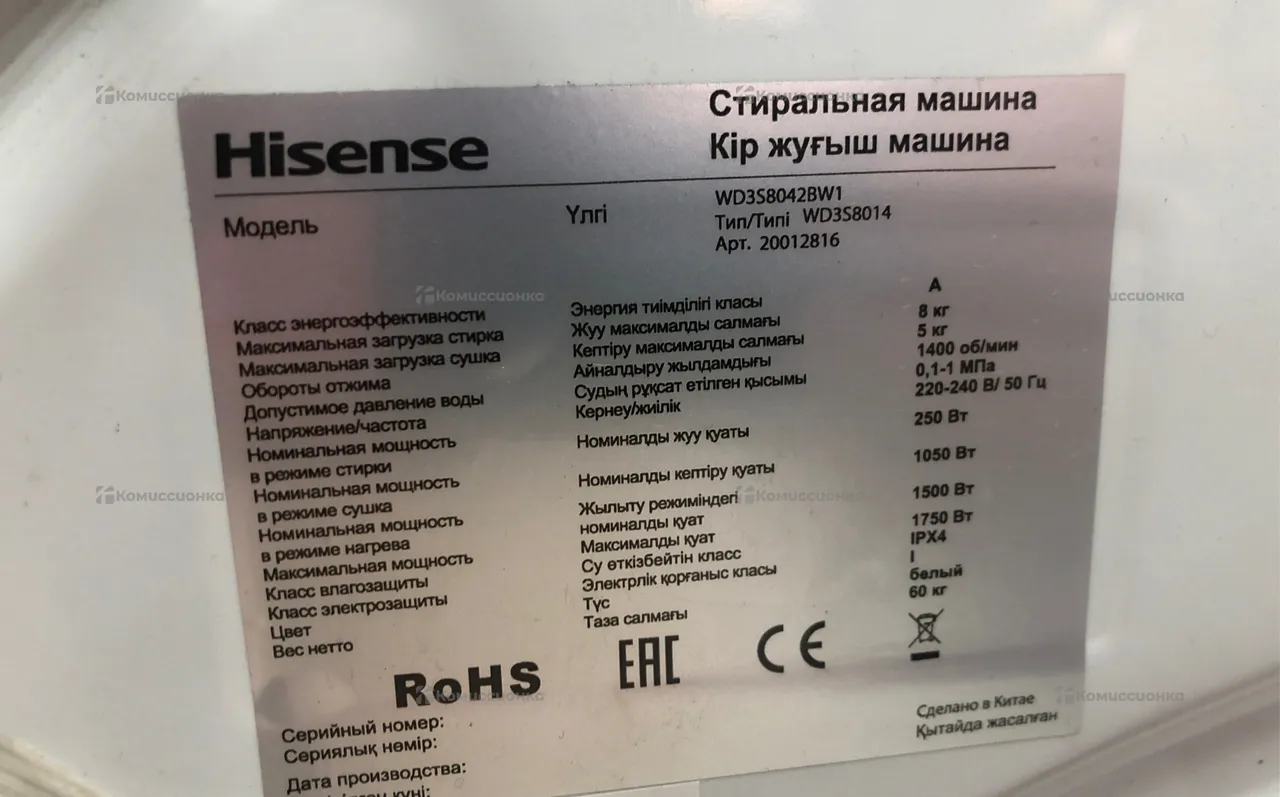 Hisense
Стиральная машина
Кір жуғыш машина
Модель Үлгі WD3S8042BW1
Тип/Типі WD3S8014
Арт. 20012816
Класс энергоэффективности Энергия тиімділігі класы A
Максимальная загрузка стирка Жуу максималды салмағы 8 кг
Максимальная загрузка сушка Кептіру максималды салмағы 5 кг
Обороты отжима Айналдыру жылдамдығы 1400 об/мин
Допустимое давление воды Судың рұқсат етілген қысымы 0,1-1 МПа
Напряжение/частота Кернеу/жиілік 220-240 В/ 50 Гц
Номинальная мощность
в режиме стирки Номиналды жуу қуаты 250 Вт
Номинальная мощность
в режиме сушка Номиналды кептіру қуаты 1050 Вт
Номинальная мощность Жылыту режиміндегі
в режиме нагрева номиналды қуат 1500 Вт
Максимальная мощность Максималды қуат 1750 Вт
Класс влагозащиты Су өткізбейтін класс IPX4
Класс электрозащиты Электрлік қорғаныс класы I
Цвет Түс белый
Вес нетто Таза салмағы 60 кг
RoHS EAC CE
Серийный номер:
Сериялық нөмір:
Дата производства:
Сделано в Китае
Қытайда жасалған
Комиссионка
Комиссионка
Комиссионка
Комиссионка
Комиссионка
Комиссионка
Комиссионка
Комиссионка